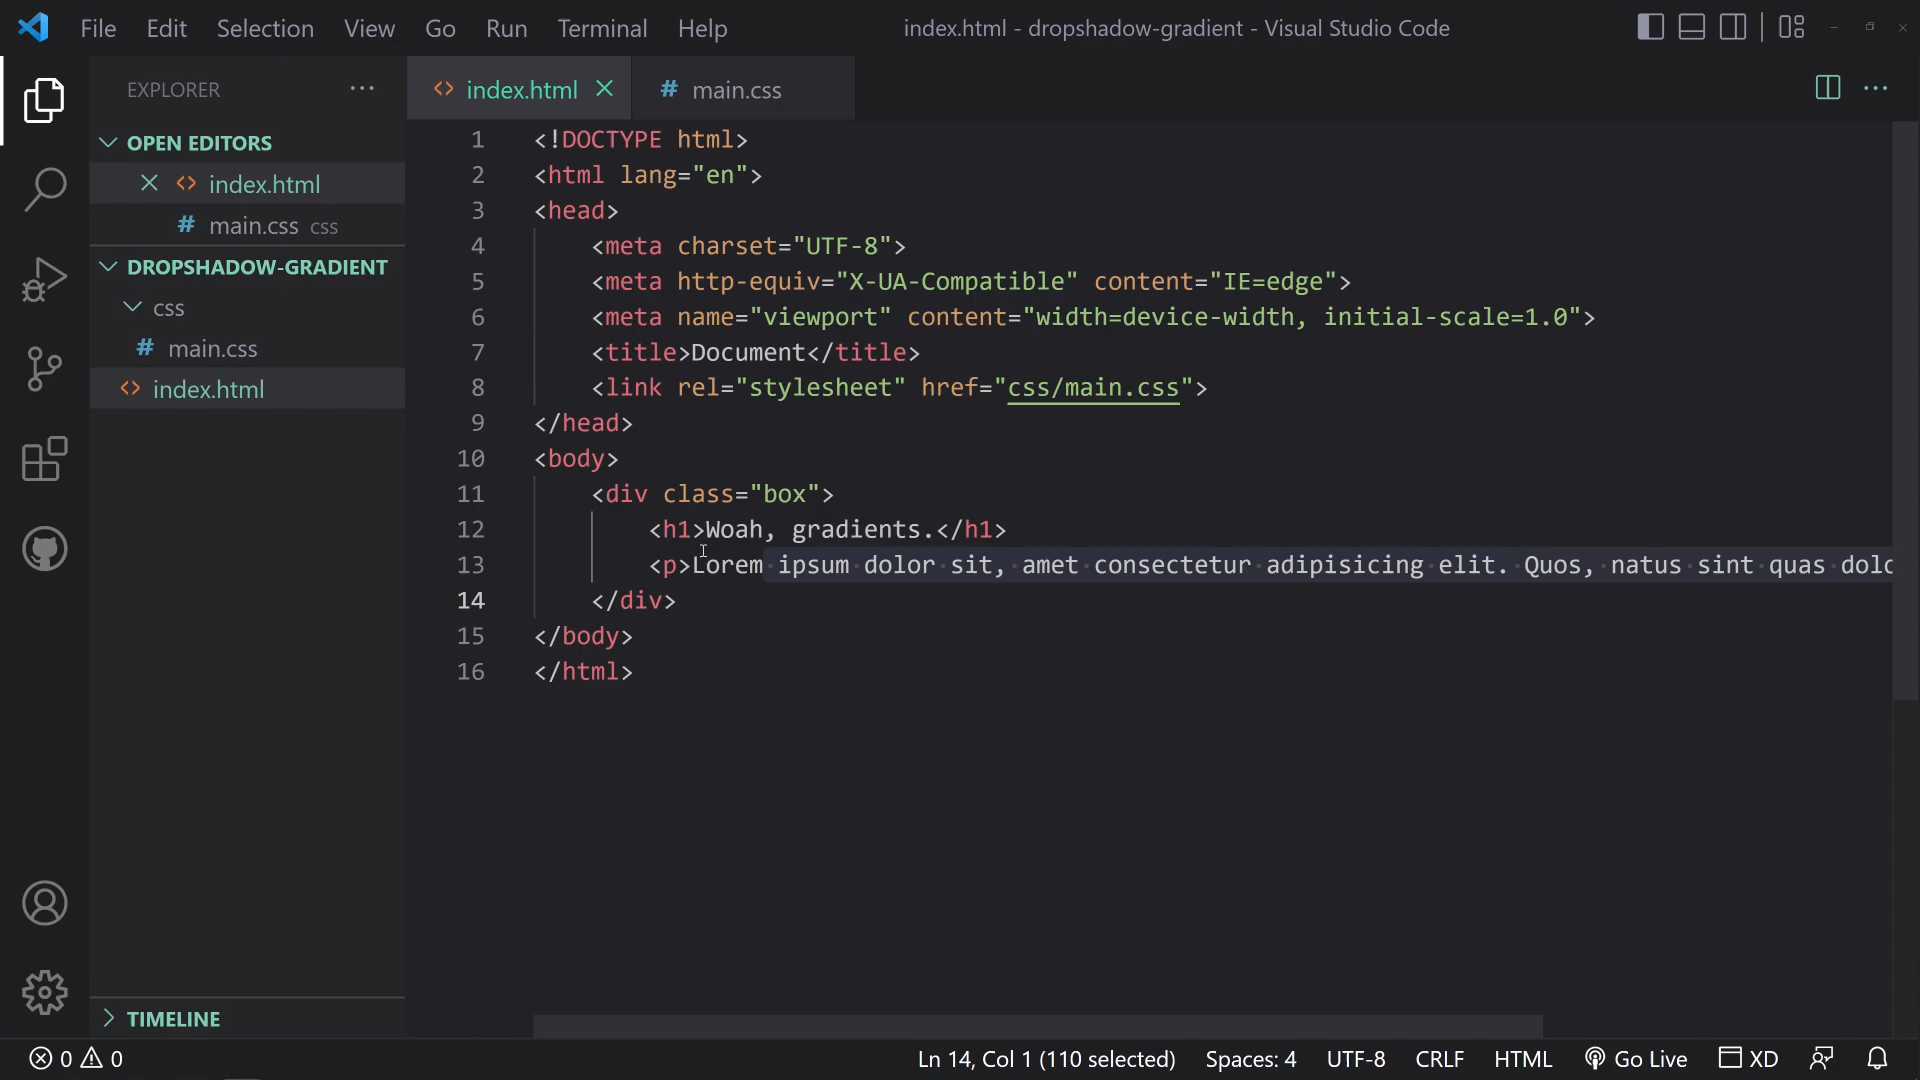 File Edit Selection View Go Run Terminal Help index.html - dropshadow-gradient - Visual Studio Code
EXPLORER
OPEN EDITORS
index.html
main.css css
DROPSHADOW-GRADIENT
css
main.css
index.html
TIMELINE
index.html main.css
1 <!DOCTYPE html>
2 <html lang="en">
3 <head>
4 <meta charset="UTF-8">
5 <meta http-equiv="X-UA-Compatible" content="IE=edge">
6 <meta name="viewport" content="width=device-width, initial-scale=1.0">
7 <title>Document</title>
8 <link rel="stylesheet" href="css/main.css">
9 </head>
10 <body>
11 <div class="box">
12 <h1>Woah, gradients.</h1>
13 <p>Lorem ipsum dolor sit, amet consectetur adipisicing elit. Quos, natus sint quas dolo
14 </div>
15 </body>
16 </html>
0 0 Ln 14, Col 1 (110 selected) Spaces: 4 UTF-8 CRLF HTML Go Live XD